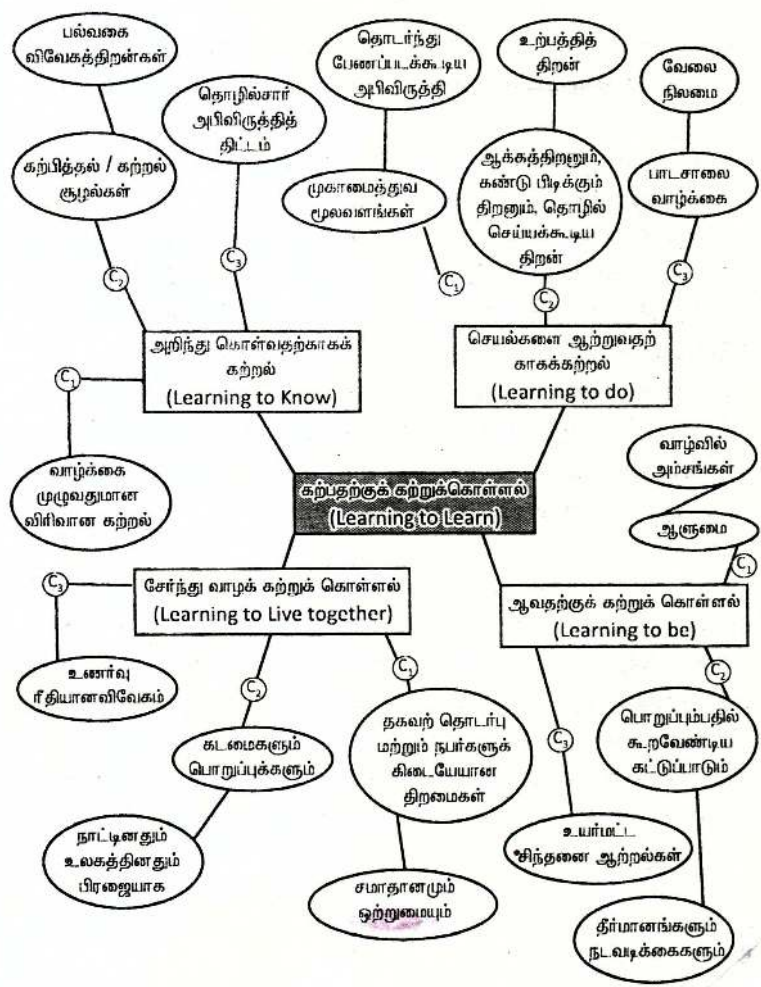 பல்வகை
விவேகத்திறன்கள்
கற்பித்தல் / கற்றல்
சூழல்கள்
C₂
தொழில்சார்
அபிவிருத்தித்
திட்டம்
C₃
தொடர்ந்து
பேணப்படக்கூடிய
அபிவிருத்தி
முகாமைத்துவ
மூலவளங்கள்
C₁
உற்பத்தித்
திறன்
ஆக்கத்திறனும்,
கண்டு பிடிக்கும்
திறனும், தொழில்
செய்யக்கூடிய
திறன்
C₂
வேலை
நிலமை
பாடசாலை
வாழ்க்கை
C₃
அறிந்து கொள்வதற்காகக்
கற்றல்
(Learning to Know)
செயல்களை ஆற்றுவதற்
காகக்கற்றல்
(Learning to do)
C₁
வாழ்க்கை
முழுவதுமான
விரிவான கற்றல்
கற்பதற்குக் கற்றுக்கொள்ளல்
(Learning to Learn)
வாழ்வில்
அம்சங்கள்
ஆளுமை
C₁
சேர்ந்து வாழக் கற்றுக் கொள்ளல்
(Learning to Live together)
ஆவதற்குக் கற்றுக் கொள்ளல்
(Learning to be)
C₃
உணர்வு
ரீதியானவிவேகம்
C₂
கடமைகளும்
பொறுப்புக்களும்
நாட்டினதும்
உலகத்தினதும்
பிரஜையாக
C₁
தகவற் தொடர்பு
மற்றும் நபர்களுக்
கிடையேயான
திறமைகள்
சமாதானமும்
ஒற்றுமையும்
C₃
உயர்மட்ட
சிந்தனை ஆற்றல்கள்
C₂
பொறுப்பும்பதில்
கூறவேண்டிய
கட்டுப்பாடும்
தீர்மானங்களும்
நடவடிக்கைகளும்